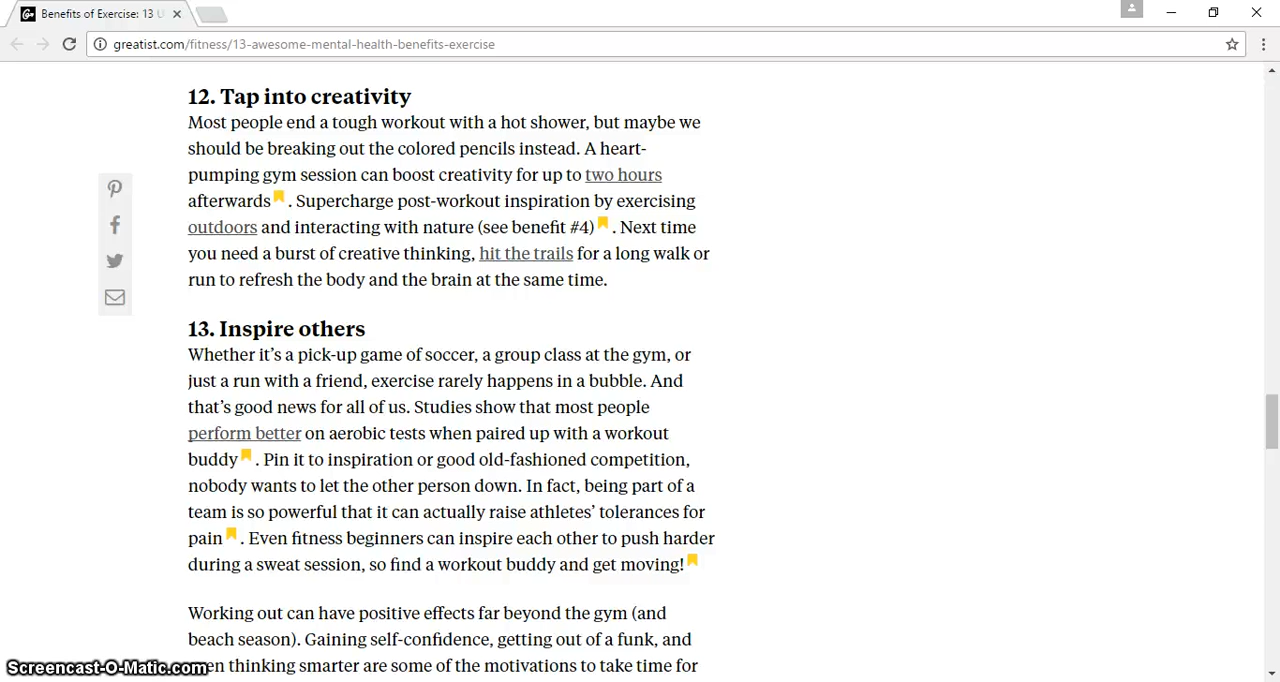 Benefits of Exercise: 13 U
greatist.com/fitness/13-awesome-mental-health-benefits-exercise
12. Tap into creativity
Most people end a tough workout with a hot shower, but maybe we
should be breaking out the colored pencils instead. A heart-
pumping gym session can boost creativity for up to two hours
afterwards. Supercharge post-workout inspiration by exercising
outdoors and interacting with nature (see benefit #4). Next time
you need a burst of creative thinking, hit the trails for a long walk or
run to refresh the body and the brain at the same time.
13. Inspire others
Whether it's a pick-up game of soccer, a group class at the gym, or
just a run with a friend, exercise rarely happens in a bubble. And
that's good news for all of us. Studies show that most people
perform better on aerobic tests when paired up with a workout
buddy. Pin it to inspiration or good old-fashioned competition,
nobody wants to let the other person down. In fact, being part of a
team is so powerful that it can actually raise athletes' tolerances for
pain. Even fitness beginners can inspire each other to push harder
during a sweat session, so find a workout buddy and get moving!
Working out can have positive effects far beyond the gym (and
beach season). Gaining self-confidence, getting out of a funk, and
thinking smarter are some of the motivations to take time for
Screencast-O-Matic.com